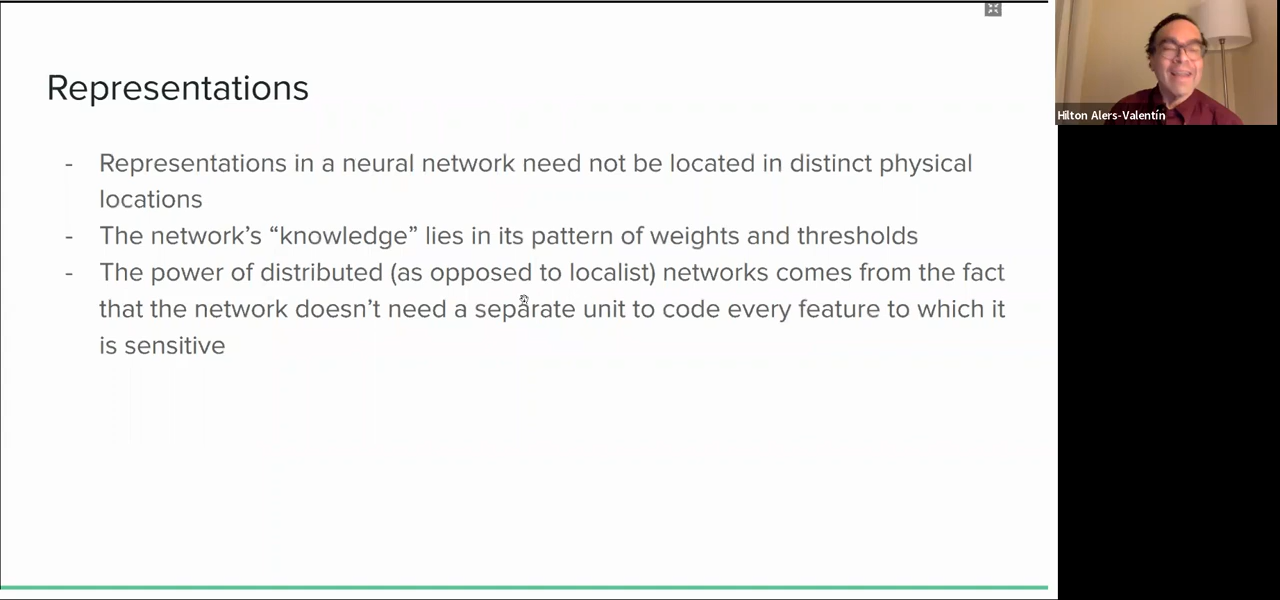 Representations
- Representations in a neural network need not be located in distinct physical
locations
- The network’s “knowledge” lies in its pattern of weights and thresholds
- The power of distributed (as opposed to localist) networks comes from the fact
that the network doesn’t need a separate unit to code every feature to which it
is sensitive
Hilton Alers-Valentín